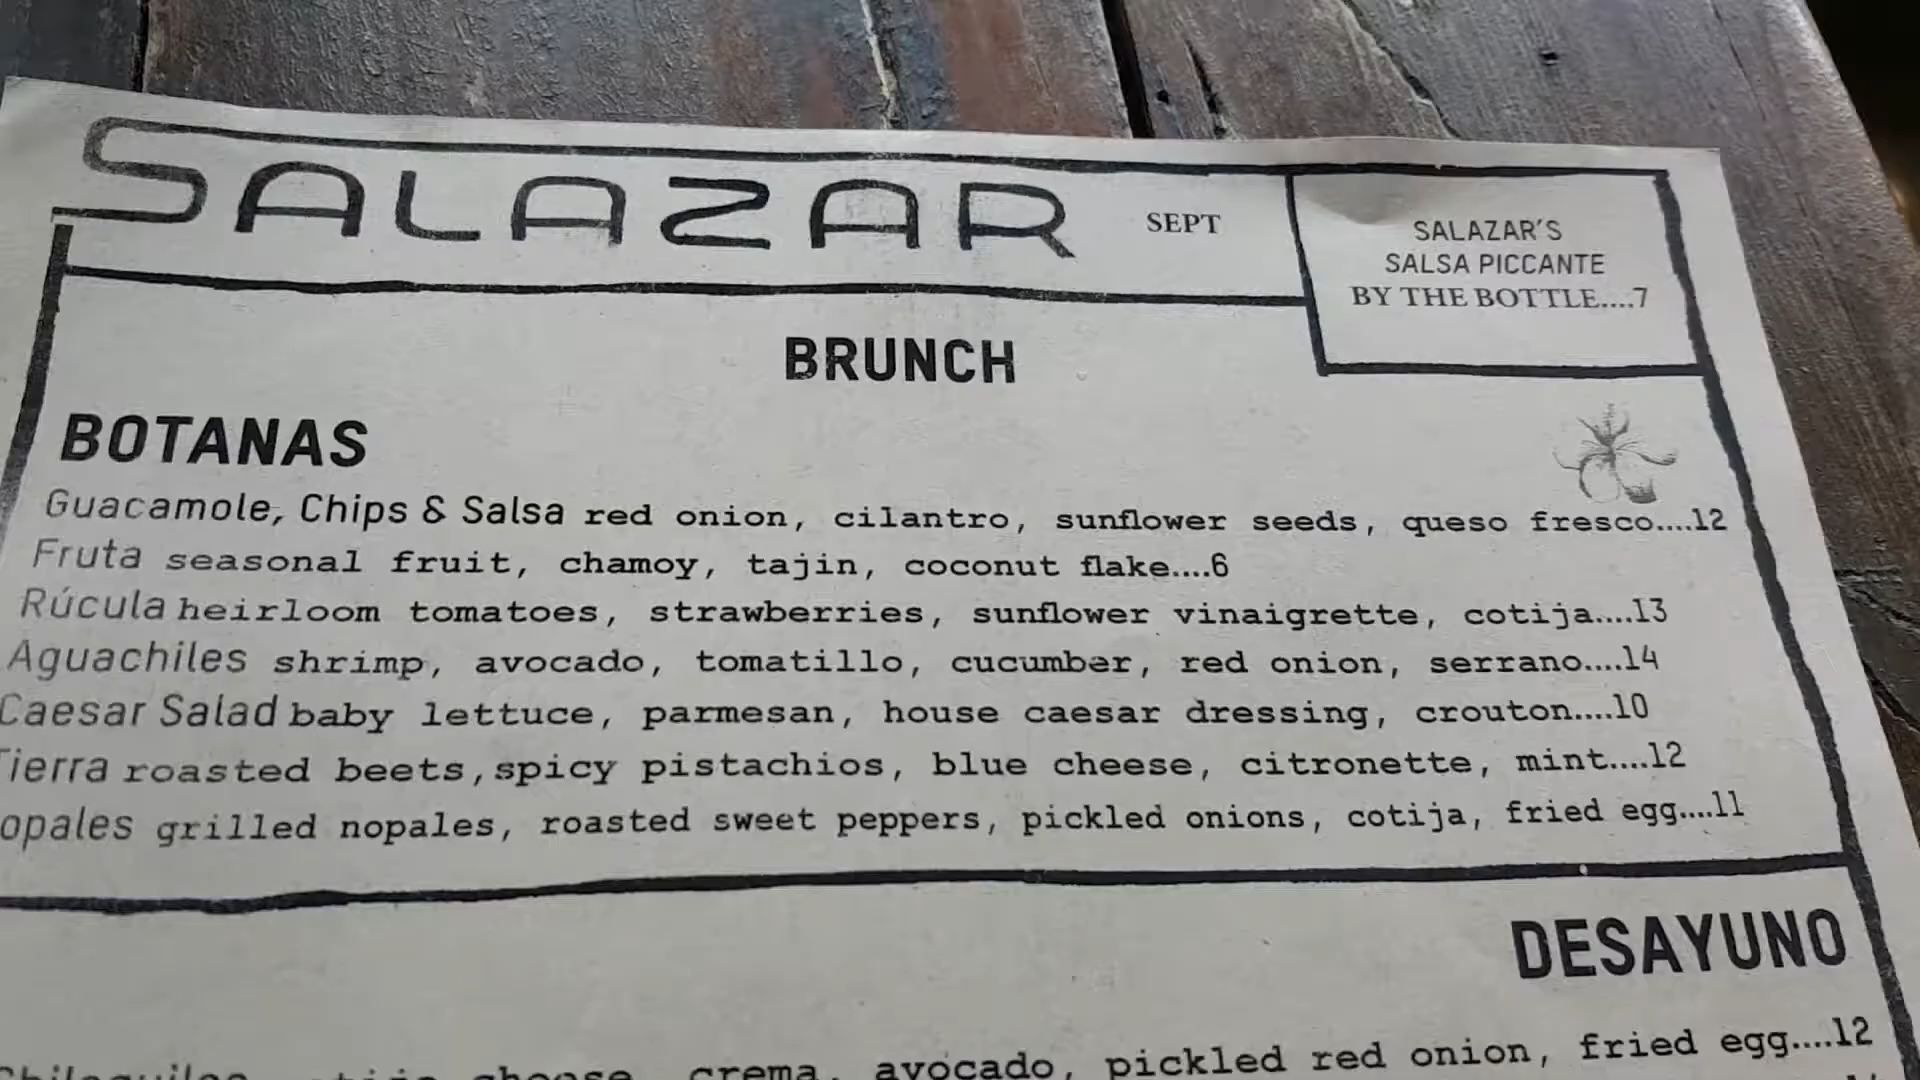 SALAZAR SEPT
SALAZAR'S
SALSA PICCANTE
BY THE BOTTLE....7
BRUNCH
BOTANAS
Guacamole, Chips & Salsa red onion, cilantro, sunflower seeds, queso fresco....12
Fruta seasonal fruit, chamoy, tajin, coconut flake....6
Rúcula heirloom tomatoes, strawberries, sunflower vinaigrette, cotija....13
Aguachiles shrimp, avocado, tomatillo, cucumber, red onion, serrano....14
Caesar Salad baby lettuce, parmesan, house caesar dressing, crouton....10
Tierra roasted beets, spicy pistachios, blue cheese, citronette, mint....12
opales grilled nopales, roasted sweet peppers, pickled onions, cotija, fried egg....11
DESAYUNO
Chilaquiles cheese, crema, avocado, pickled red onion, fried egg....12